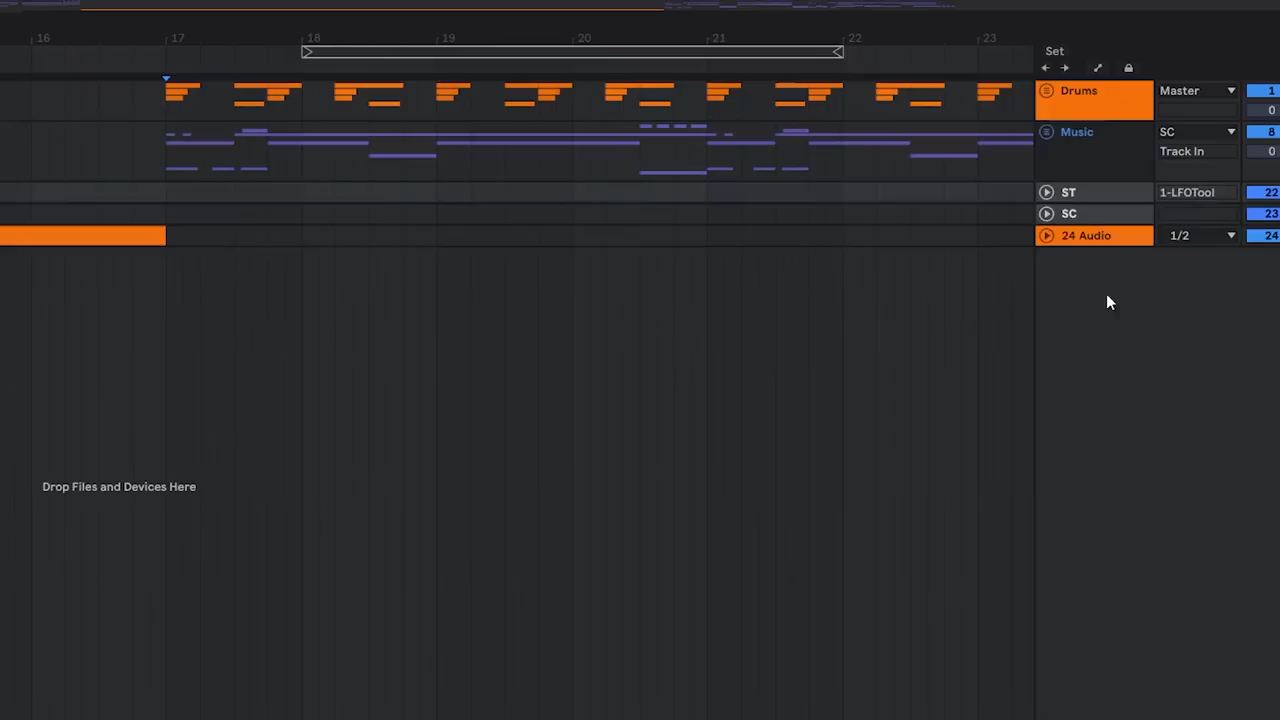 16 17 18 19 20 21 22 23
Set
Drums Master 1
0
Music SC 8
Track In 0
ST 1-LFOTool 22
SC 23
24 Audio 1/2 24
Drop Files and Devices Here